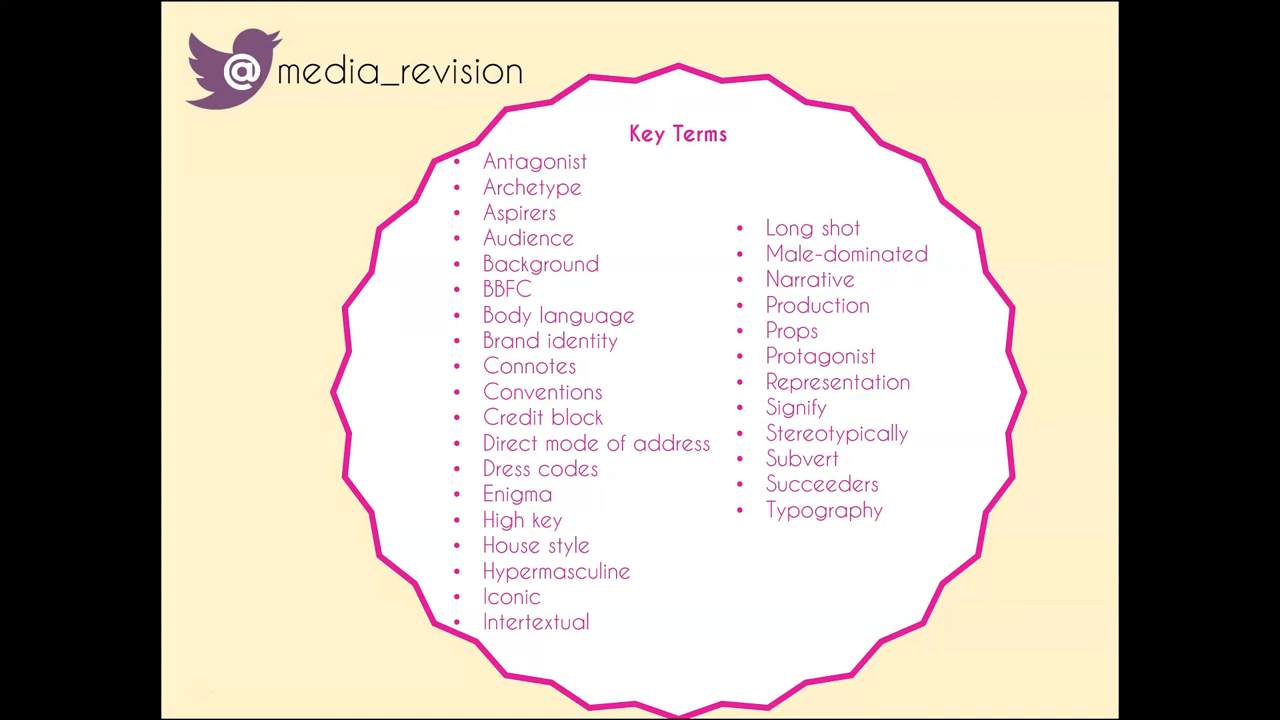 @media_revision
Key Terms
• Antagonist
• Archetype
• Aspirers
• Audience
• Background
• BBFC
• Body language
• Brand identity
• Connotes
• Conventions
• Credit block
• Direct mode of address
• Dress codes
• Enigma
• High key
• House style
• Hypermasculine
• Iconic
• Intertextual
• Long shot
• Male-dominated
• Narrative
• Production
• Props
• Protagonist
• Representation
• Signify
• Stereotypically
• Subvert
• Succeeders
• Typography